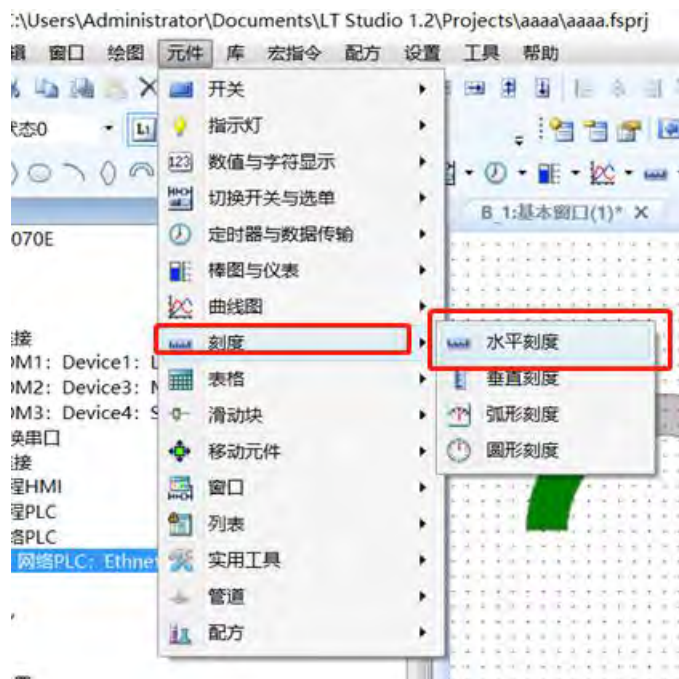 :\Users\Administrator\Documents\LT Studio 1.2\Projects\aaaa\aaaa.fsprj
窗口 绘图 元件 库 宏指令 配方 设置 工具 帮助
状态0
开关
指示灯
123 数值与字符显示
切换开关与选单
定时器与数据传输
棒图与仪表
曲线图
刻度
表格
滑动块
移动元件
窗口
列表
实用工具
管道
配方
水平刻度
垂直刻度
弧形刻度
圆形刻度
B_1:基本窗口(1)* ×
070E
接
OM1: Device1: L
OM2: Device3: M
OM3: Device4: S
换串口
接
程HMI
程PLC
络PLC
网络PLC: Ethne